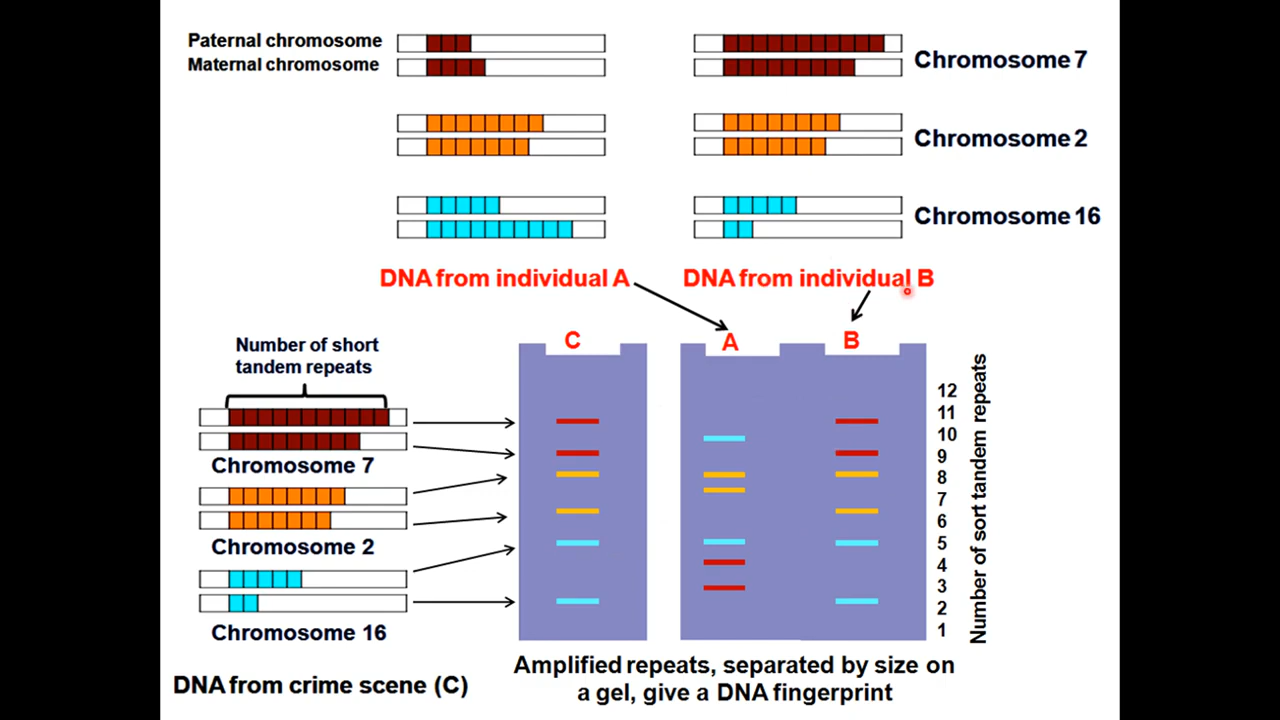 Paternal chromosome
Maternal chromosome
Chromosome 7
Chromosome 2
Chromosome 16
DNA from individual A
DNA from individual B
Number of short
tandem repeats
Chromosome 7
Chromosome 2
Chromosome 16
DNA from crime scene (C)
C
A
B
12
11
10
9
8
7
6
5
4
3
2
1
Number of sort tandem repeats
Amplified repeats, separated by size on
a gel, give a DNA fingerprint